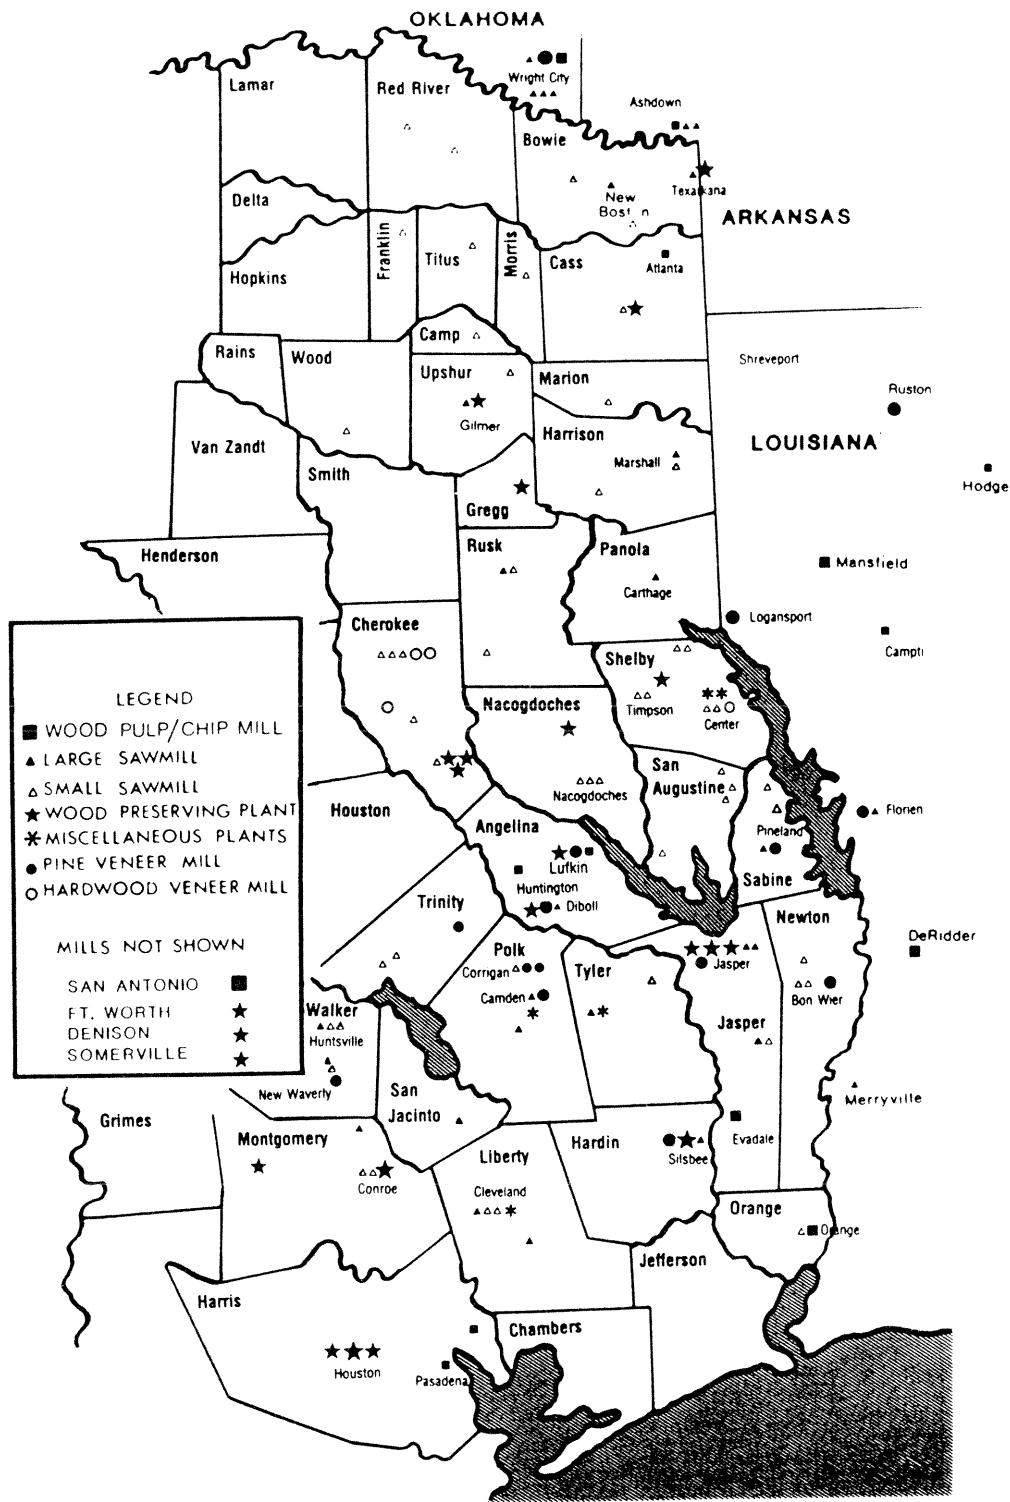 OKLAHOMA
Wright City
Lamar
Red River
Ashdown
Bowie
Texarkana
New
Bost n
Delta
ARKANSAS
Franklin
Titus
Morris
Cass
Atlanta
Hopkins
Camp
Rains
Wood
Shreveport
Upshur
Marion
Ruston
Gilmer
Harrison
LOUISIANA
Van Zandt
Marshall
Smith
Hodge
Gregg
Henderson
Rusk
Panola
Mansfield
Carthage
Logansport
Cherokee
Campti
Shelby
LEGEND
WOOD PULP/CHIP MILL
LARGE SAWMILL
SMALL SAWMILL
WOOD PRESERVING PLANT
MISCELLANEOUS PLANTS
PINE VENEER MILL
HARDWOOD VENEER MILL
MILLS NOT SHOWN
SAN ANTONIO
FT. WORTH
DENISON
SOMERVILLE
Nacogdoches
Timpson
Center
San
Augustine
Nacogdoches
Houston
Florien
Angelina
Pineland
Lufkin
Sabine
Huntington
Diboll
Trinity
Newton
DeRidder
Polk
Corrigan
Tyler
Jasper
Camden
Bon Wier
Walker
Huntsville
Jasper
New Waverly
San
Jacinto
Merryville
Grimes
Montgomery
Hardin
Evadale
Silsbee
Liberty
Conroe
Cleveland
Orange
Orange
Jefferson
Harris
Chambers
Houston
Pasadena